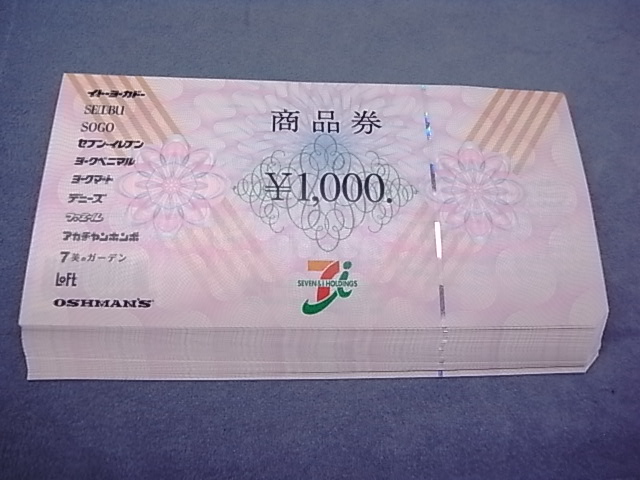 イトーヨーカドー
SEIBU
SOGO
セブン-イレブン
ヨークベニマル
ヨークマート
デニーズ
ファミール
アカチャンホンポ
7美のガーデン
LOFT
OSHMAN'S
商品券
¥1,000.
SEVEN & i HOLDINGS